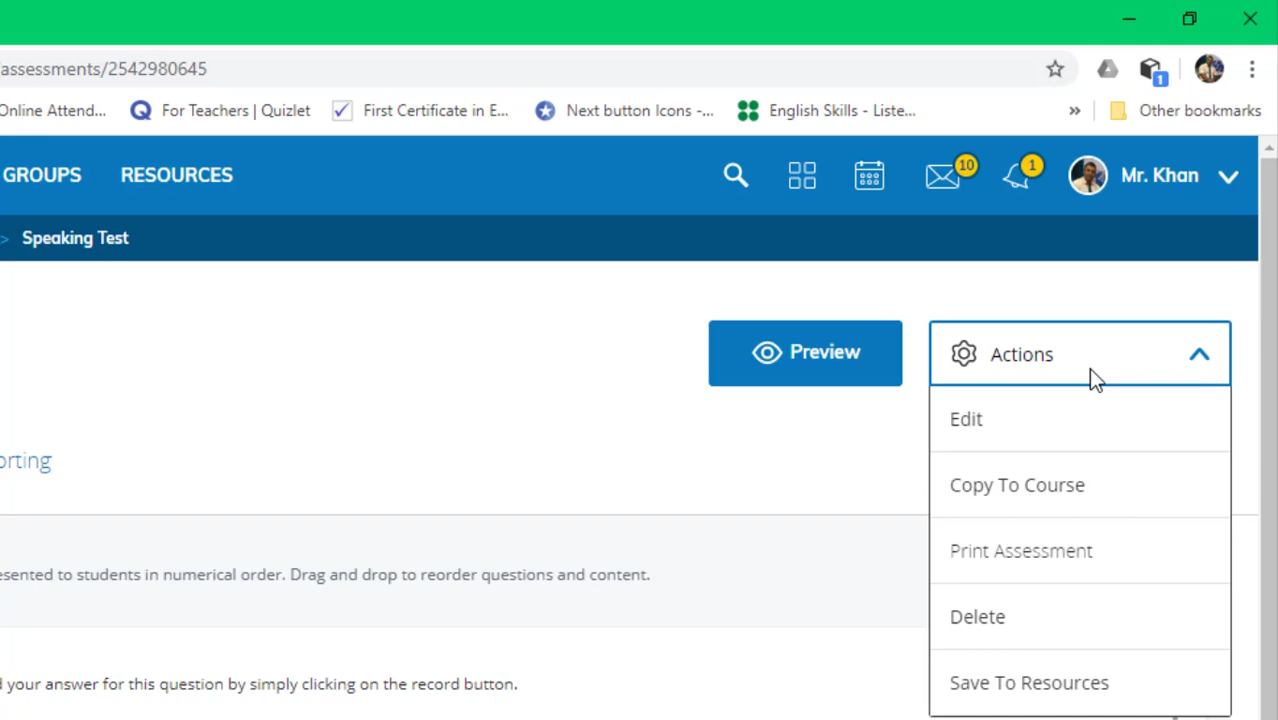 /assessments/2542980645
1
Online Attend...
For Teachers | Quizlet
First Certificate in E...
Next button Icons -...
English Skills - Liste...
»
Other bookmarks
GROUPS
RESOURCES
10
1
Mr. Khan
> Speaking Test
Preview
Actions
Edit
orting
Copy To Course
Print Assessment
esented to students in numerical order. Drag and drop to reorder questions and content.
Delete
d your answer for this question by simply clicking on the record button.
Save To Resources